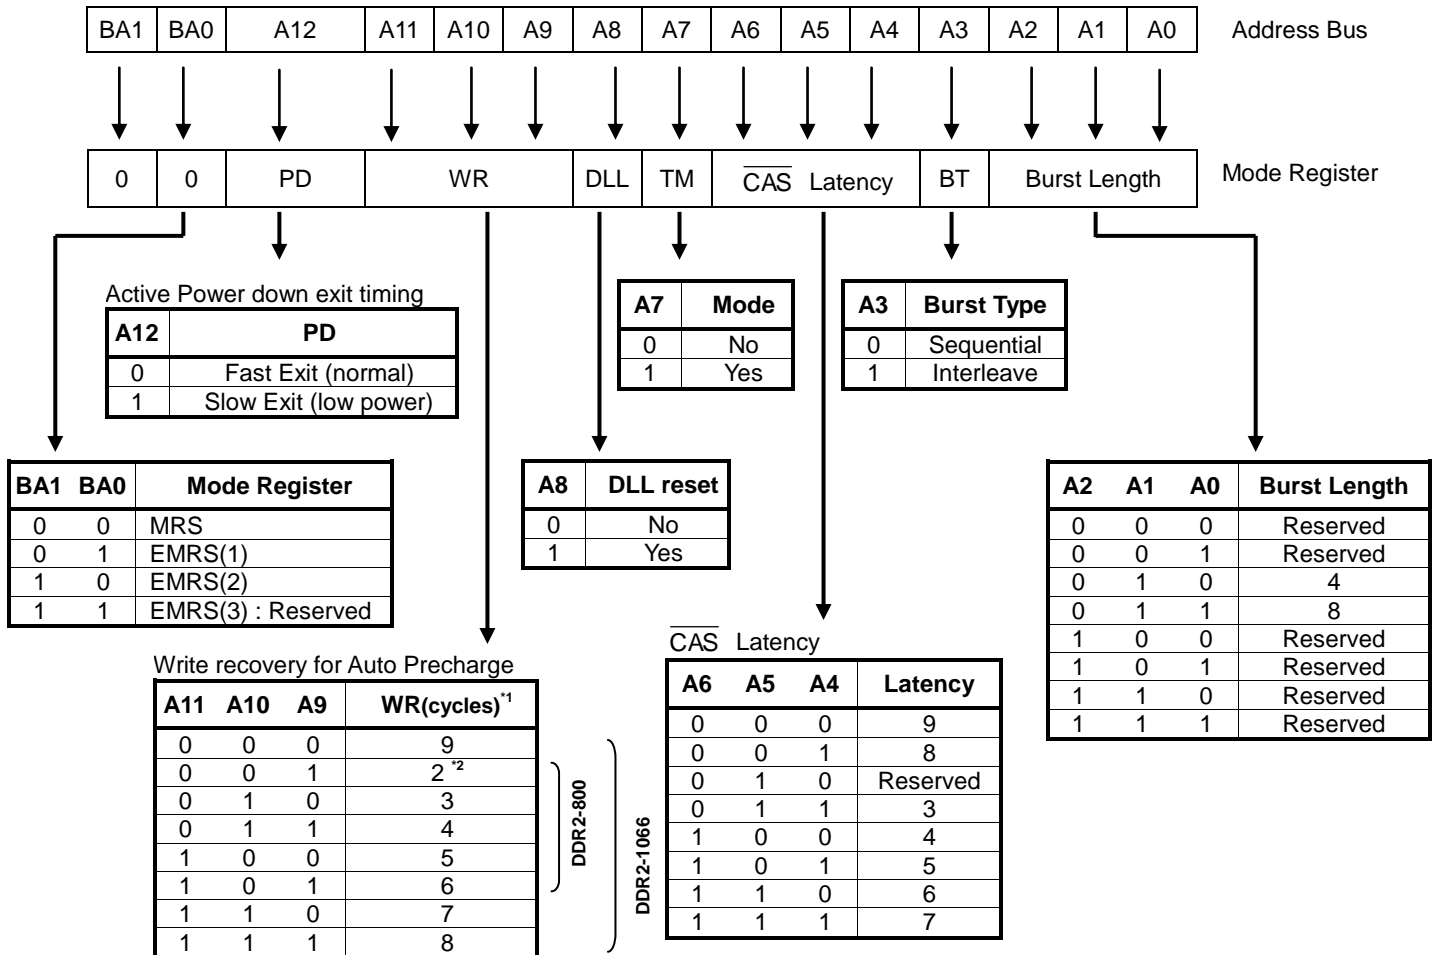 BA1 BA0 A12 A11 A10 A9 A8 A7 A6 A5 A4 A3 A2 A1 A0 Address Bus
0 0 PD WR DLL TM CAS Latency BT Burst Length Mode Register
Active Power down exit timing
A12 PD
0 Fast Exit (normal)
1 Slow Exit (low power)
A7 Mode
0 No
1 Yes
A3 Burst Type
0 Sequential
1 Interleave
BA1 BA0 Mode Register
0 0 MRS
0 1 EMRS(1)
1 0 EMRS(2)
1 1 EMRS(3) : Reserved
A8 DLL reset
0 No
1 Yes
A2 A1 A0 Burst Length
0 0 0 Reserved
0 0 1 Reserved
0 1 0 4
0 1 1 8
1 0 0 Reserved
1 0 1 Reserved
1 1 0 Reserved
1 1 1 Reserved
Write recovery for Auto Precharge
A11 A10 A9 WR(cycles)*1
0 0 0 9
0 0 1 2 *2
0 1 0 3
0 1 1 4
1 0 0 5
1 0 1 6
1 1 0 7
1 1 1 8
DDR2-800
DDR2-1066
CAS Latency
A6 A5 A4 Latency
0 0 0 9
0 0 1 8
0 1 0 Reserved
0 1 1 3
1 0 0 4
1 0 1 5
1 1 0 6
1 1 1 7